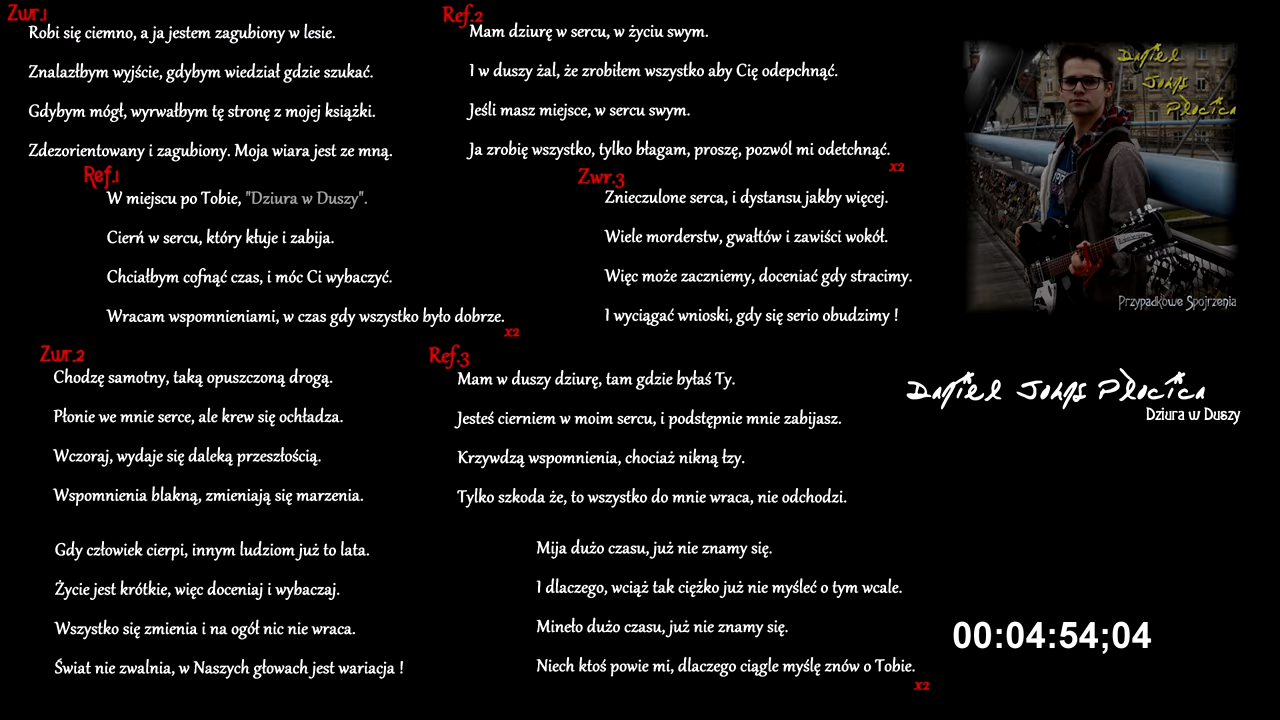 Zwr.1
Robi się ciemno, a ja jestem zagubiony w lesie.
Znalazłbym wyjście, gdybym wiedział gdzie szukać.
Gdybym mógł, wyrwałbym tę stronę z mojej książki.
Zdezorientowany i zagubiony. Moja wiara jest ze mną.
Ref.1
W miejscu po Tobie, "Dziura w Duszy".
Cierń w sercu, który kłuje i zabija.
Chciałbym cofnąć czas, i móc Ci wybaczyć.
Wracam wspomnieniami, w czas gdy wszystko było dobrze.
x2
Zwr.2
Chodzę samotny, taką opuszczoną drogą.
Płonie we mnie serce, ale krew się ochładza.
Wczoraj, wydaje się daleką przeszłością.
Wspomnienia blakną, zmieniają się marzenia.
Gdy człowiek cierpi, innym ludziom już to lata.
Życie jest krótkie, więc doceniaj i wybaczaj.
Wszystko się zmienia i na ogół nic nie wraca.
Świat nie zwalnia, w Naszych głowach jest wariacja !
Ref.2
Mam dziurę w sercu, w życiu swym.
I w duszy żal, że zrobiłem wszystko aby Cię odepchnąć.
Jeśli masz miejsce, w sercu swym.
Ja zrobię wszystko, tylko błagam, proszę, pozwól mi odetchnąć.
x2
Zwr.3
Znieczulone serca, i dystansu jakby więcej.
Wiele morderstw, gwałtów i zawiści wokół.
Więc może zaczniemy, doceniać gdy stracimy.
I wyciągać wnioski, gdy się serio obudzimy !
Ref.3
Mam w duszy dziurę, tam gdzie byłaś Ty.
Jesteś cierniem w moim sercu, i podstępnie mnie zabijasz.
Krzywdzą wspomnienia, chociaż nikną łzy.
Tylko szkoda że, to wszystko do mnie wraca, nie odchodzi.
Mija dużo czasu, już nie znamy się.
I dlaczego, wciąż tak ciężko już nie myśleć o tym wcale.
Mineło dużo czasu, już nie znamy się.
Niech ktoś powie mi, dlaczego ciągle myślę znów o Tobie.
x2
Daniel
Johns
Płocica
Przypadkowe Spojrzenia
Daniel Johns Płocica
Dziura w Duszy
00:04:54;04